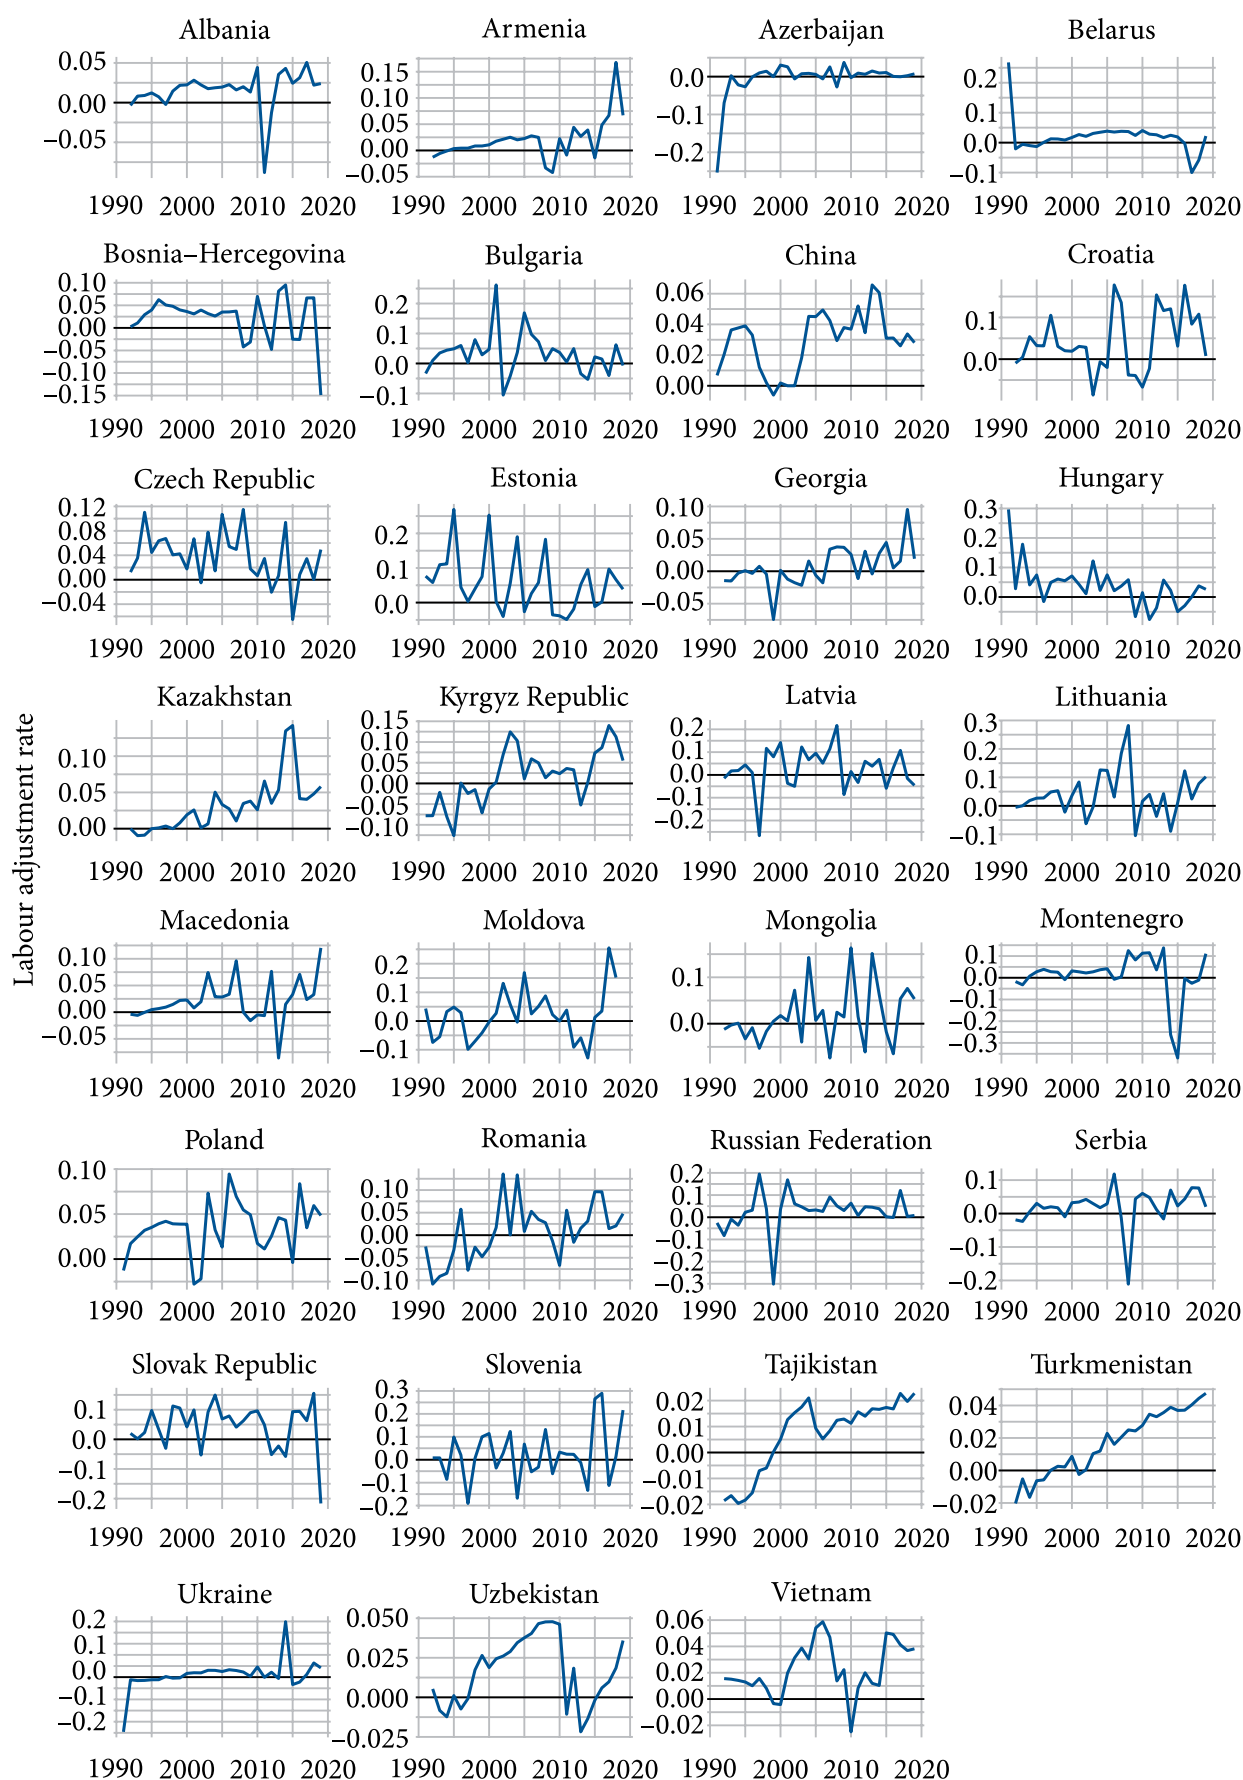 Labour adjustment rate
Albania
0.05
0.00
−0.05
1990 2000 2010 2020
Armenia
0.15
0.10
0.05
0.00
−0.05
1990 2000 2010 2020
Azerbaijan
0.0
−0.1
−0.2
1990 2000 2010 2020
Belarus
0.2
0.1
0.0
−0.1
1990 2000 2010 2020
Bosnia–Hercegovina
0.10
0.05
0.00
−0.05
−0.10
−0.15
1990 2000 2010 2020
Bulgaria
0.2
0.1
0.0
−0.1
1990 2000 2010 2020
China
0.06
0.04
0.02
0.00
1990 2000 2010 2020
Croatia
0.1
0.0
1990 2000 2010 2020
Czech Republic
0.12
0.08
0.04
0.00
−0.04
1990 2000 2010 2020
Estonia
0.2
0.1
0.0
1990 2000 2010 2020
Georgia
0.10
0.05
0.00
−0.05
1990 2000 2010 2020
Hungary
0.3
0.2
0.1
0.0
1990 2000 2010 2020
Kazakhstan
0.10
0.05
0.00
1990 2000 2010 2020
Kyrgyz Republic
0.15
0.10
0.05
0.00
−0.05
−0.10
1990 2000 2010 2020
Latvia
0.2
0.1
0.0
−0.1
−0.2
1990 2000 2010 2020
Lithuania
0.3
0.2
0.1
0.0
−0.1
1990 2000 2010 2020
Macedonia
0.10
0.05
0.00
−0.05
1990 2000 2010 2020
Moldova
0.2
0.1
0.0
−0.1
1990 2000 2010 2020
Mongolia
0.1
0.0
1990 2000 2010 2020
Montenegro
0.1
0.0
−0.1
−0.2
−0.3
1990 2000 2010 2020
Poland
0.10
0.05
0.00
1990 2000 2010 2020
Romania
0.10
0.05
0.00
−0.05
−0.10
1990 2000 2010 2020
Russian Federation
0.2
0.1
0.0
−0.1
−0.2
−0.3
1990 2000 2010 2020
Serbia
0.1
0.0
−0.1
−0.2
1990 2000 2010 2020
Slovak Republic
0.1
0.0
−0.1
−0.2
1990 2000 2010 2020
Slovenia
0.3
0.2
0.1
0.0
−0.1
−0.2
1990 2000 2010 2020
Tajikistan
0.02
0.01
0.00
−0.01
−0.02
1990 2000 2010 2020
Turkmenistan
0.04
0.02
0.00
−0.02
1990 2000 2010 2020
Ukraine
0.2
0.1
0.0
−0.1
−0.2
1990 2000 2010 2020
Uzbekistan
0.050
0.025
0.000
−0.025
1990 2000 2010 2020
Vietnam
0.06
0.04
0.02
0.00
−0.02
1990 2000 2010 2020